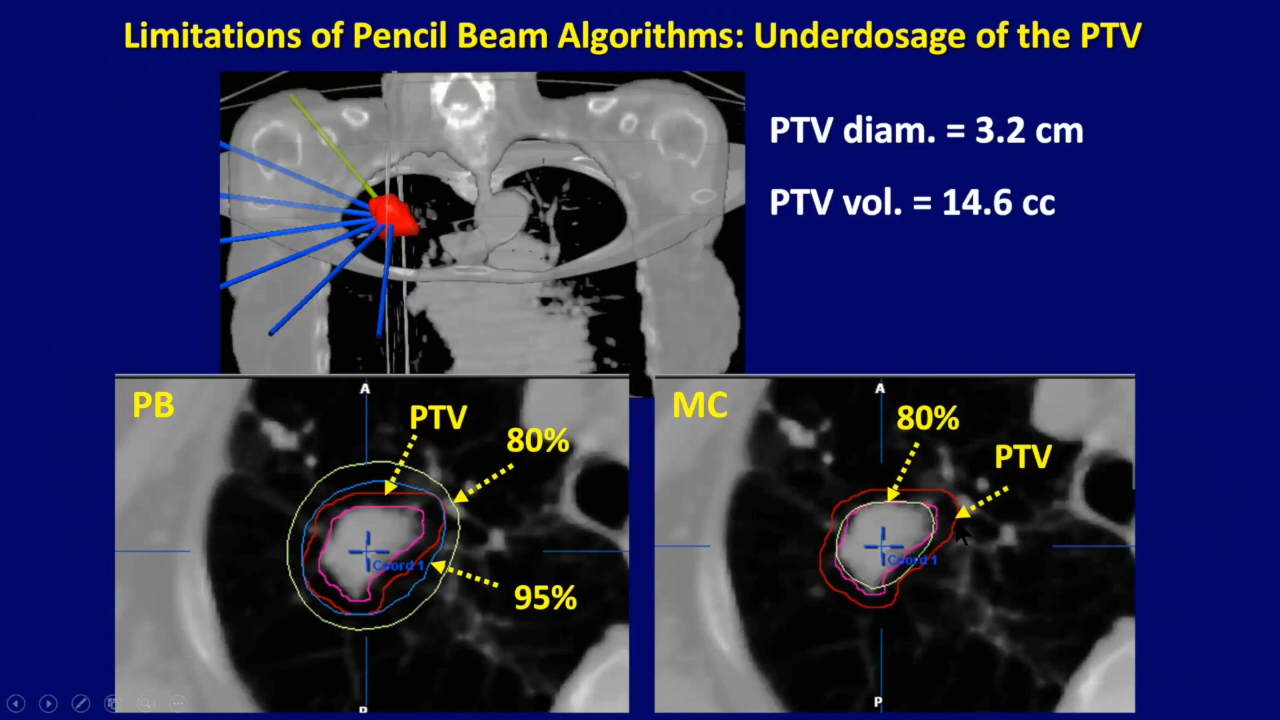 Limitations of Pencil Beam Algorithms: Underdosage of the PTV
PTV diam. = 3.2 cm
PTV vol. = 14.6 cc
PB
A
PTV
80%
Coord 1
95%
MC
A
80%
PTV
Coord 1
P